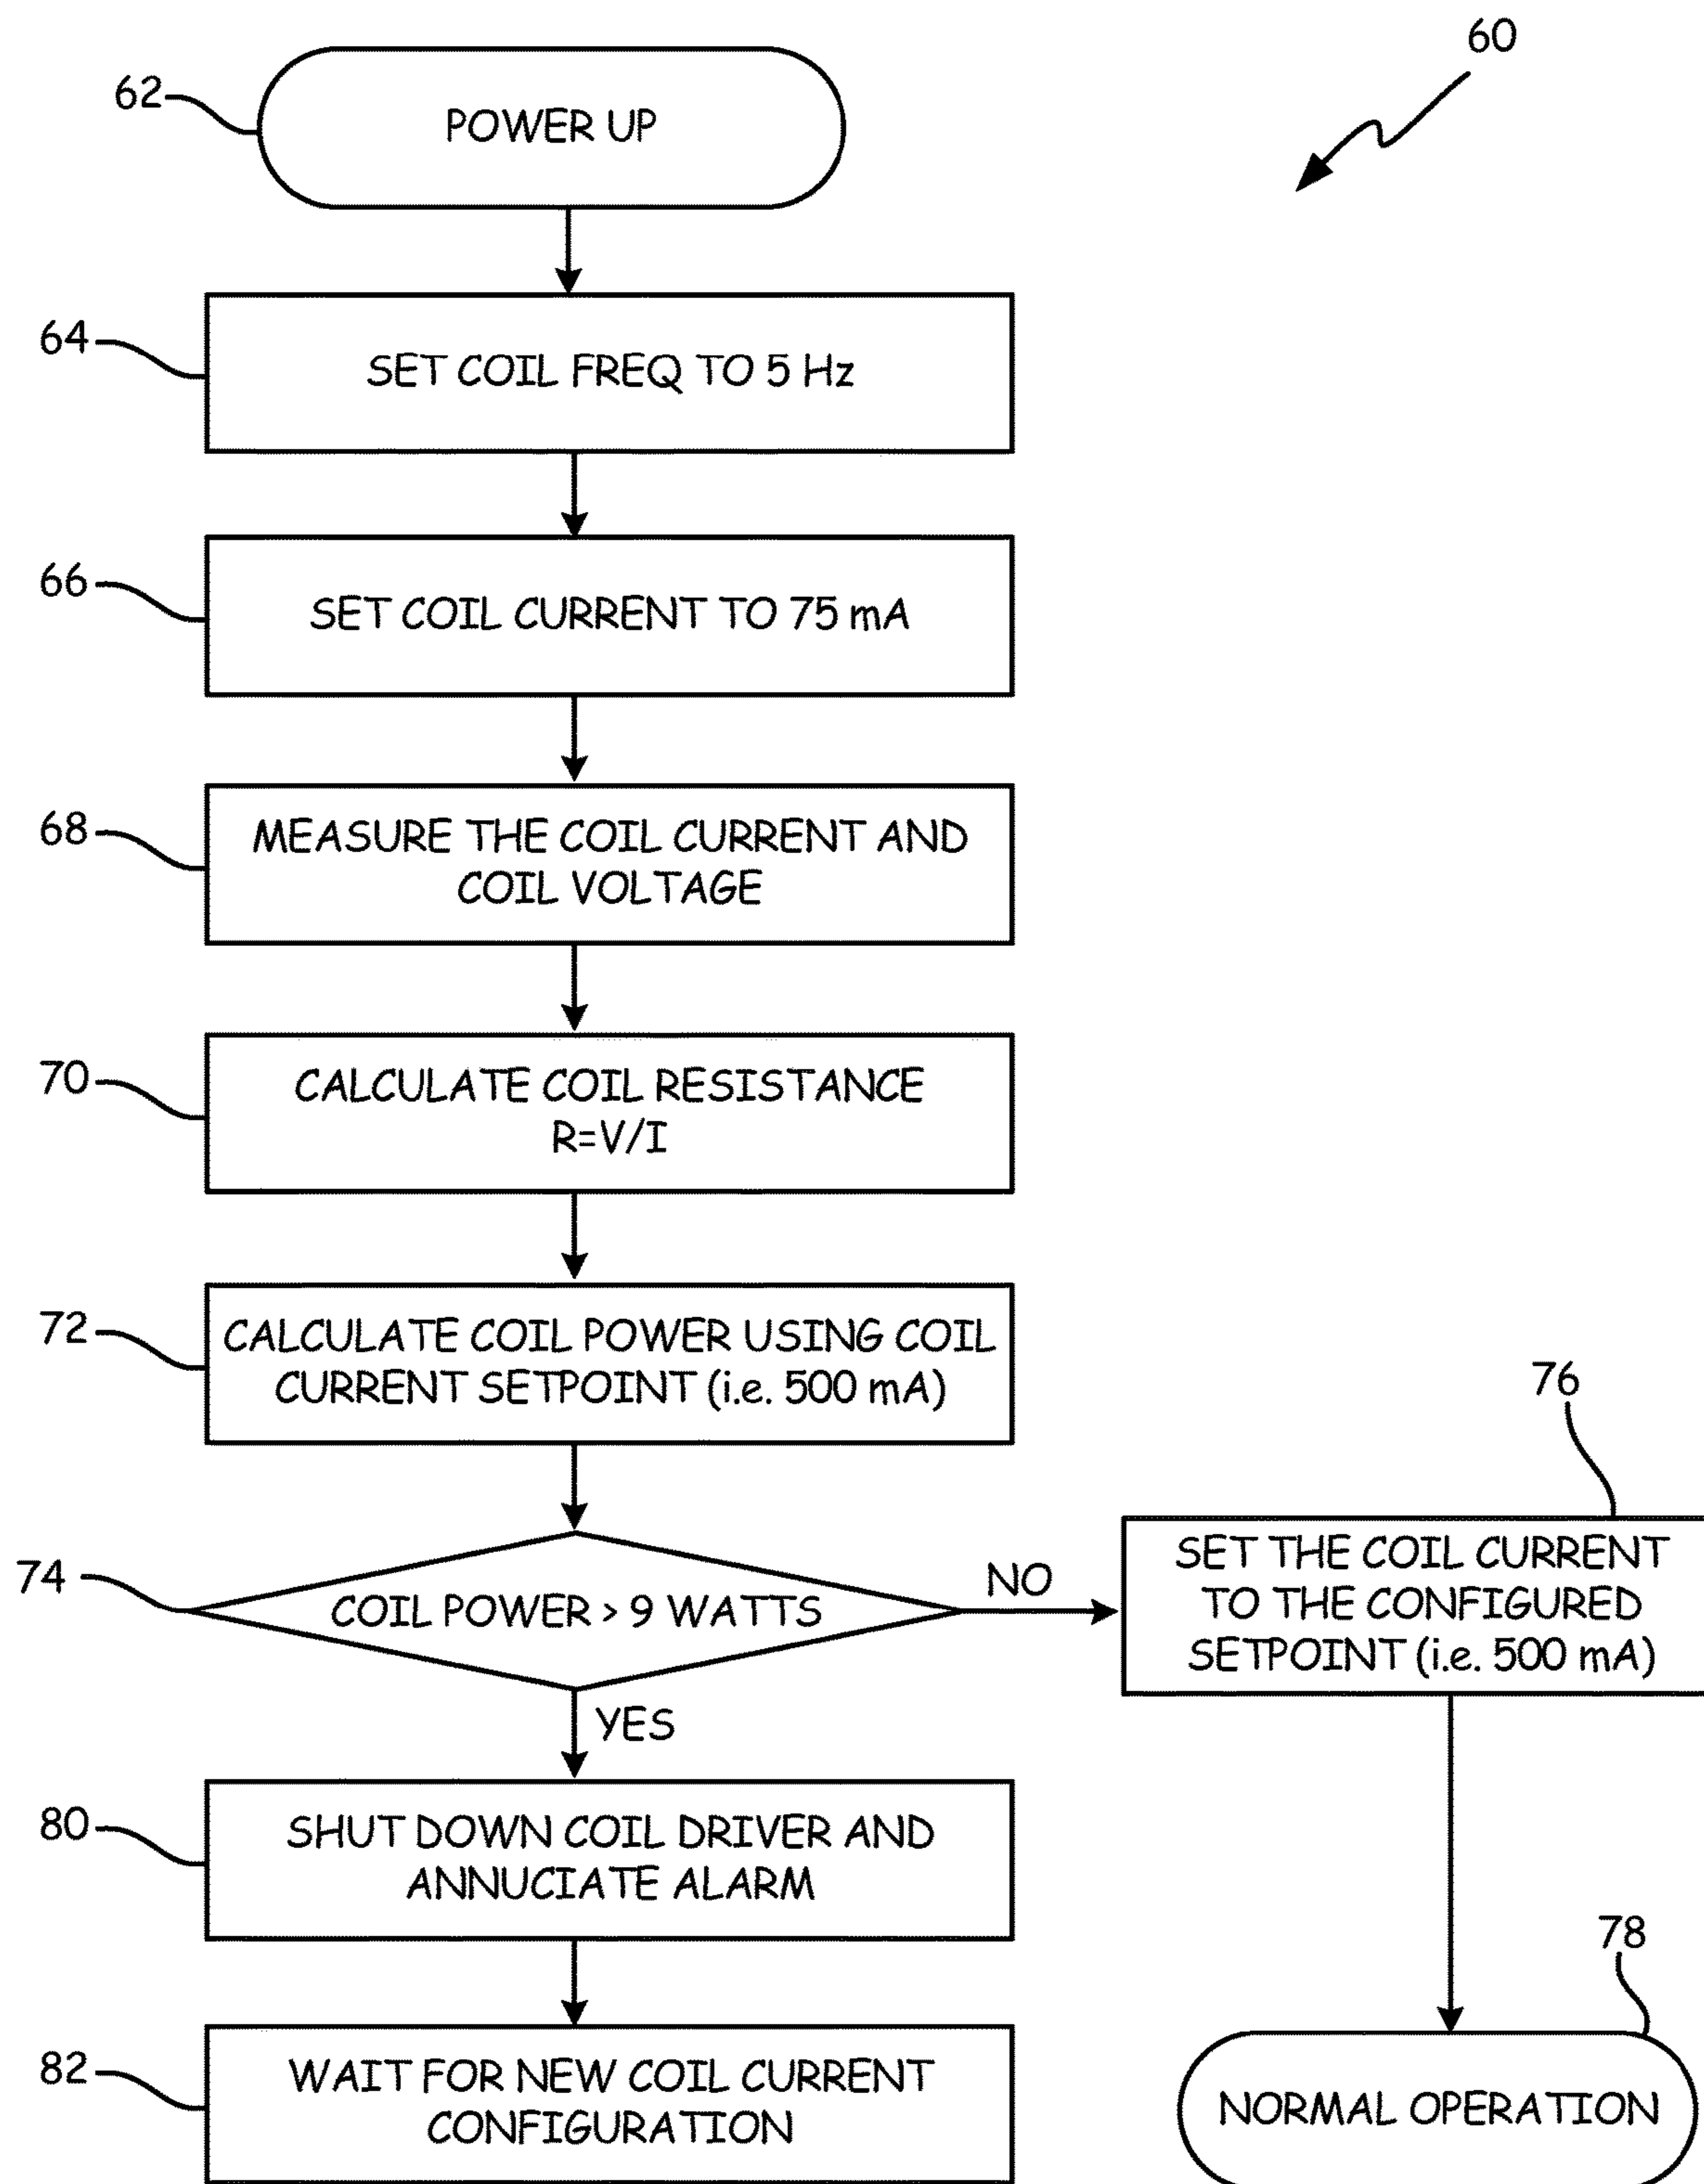 60
62
POWER UP
64
SET COIL FREQ TO 5 Hz
66
SET COIL CURRENT TO 75 mA
68
MEASURE THE COIL CURRENT AND
COIL VOLTAGE
70
CALCULATE COIL RESISTANCE
R=V/I
72
CALCULATE COIL POWER USING COIL
CURRENT SETPOINT (i.e. 500 mA)
74
COIL POWER > 9 WATTS
NO
76
SET THE COIL CURRENT
TO THE CONFIGURED
SETPOINT (i.e. 500 mA)
YES
80
SHUT DOWN COIL DRIVER AND
ANNUCIATE ALARM
78
NORMAL OPERATION
82
WAIT FOR NEW COIL CURRENT
CONFIGURATION